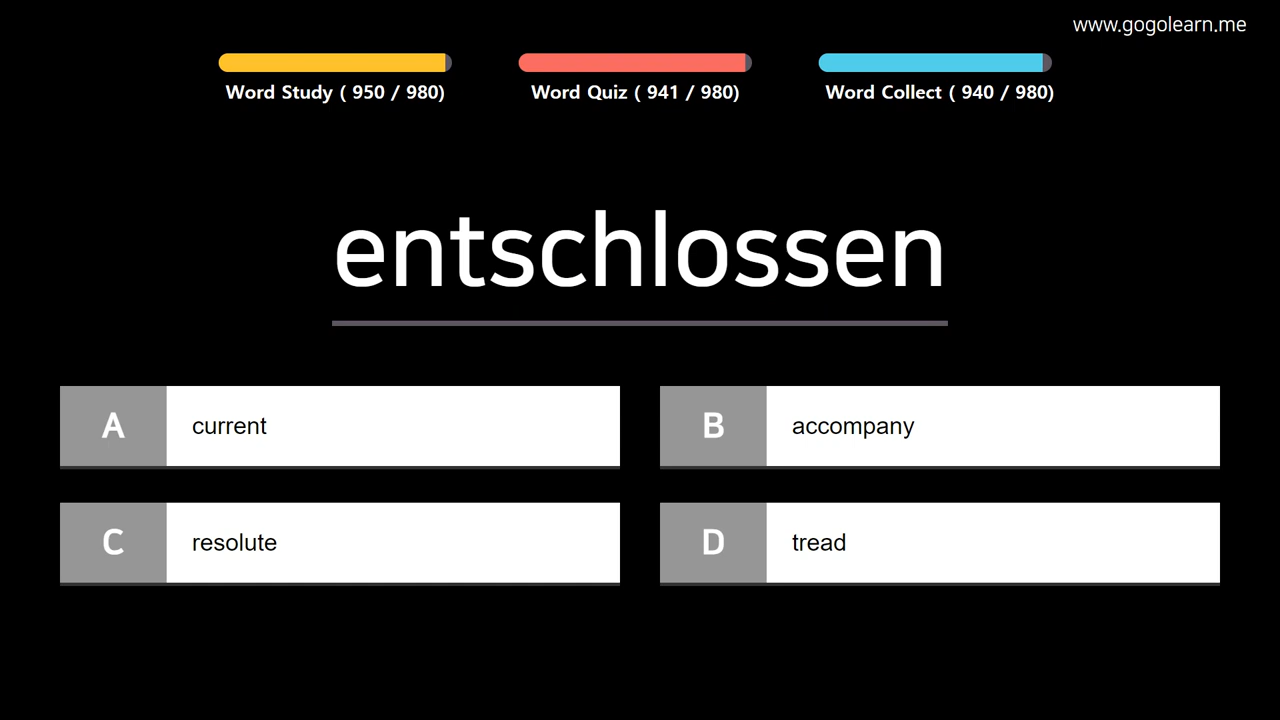 www.gogolearn.me
Word Study ( 950 / 980)
Word Quiz ( 941 / 980)
Word Collect ( 940 / 980)
entschlossen
A current
B accompany
C resolute
D tread